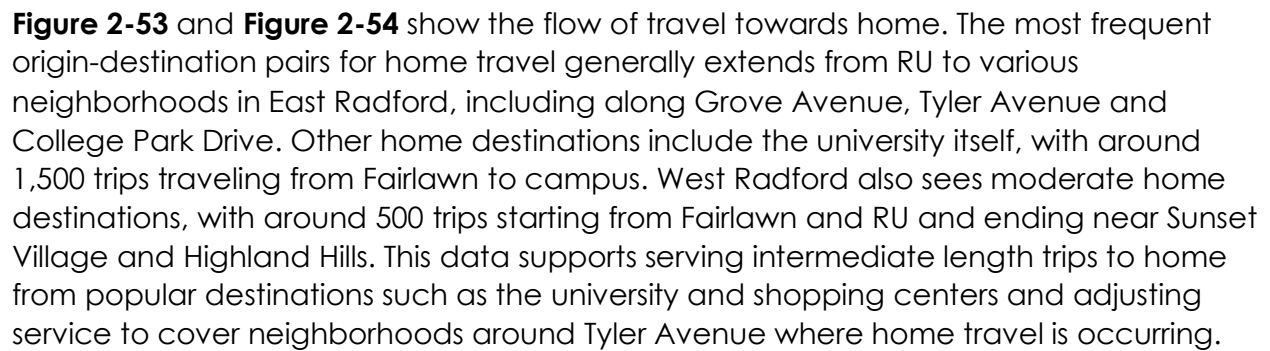 Figure 2-53 and Figure 2-54 show the flow of travel towards home. The most frequent
origin-destination pairs for home travel generally extends from RU to various
neighborhoods in East Radford, including along Grove Avenue, Tyler Avenue and
College Park Drive. Other home destinations include the university itself, with around
1,500 trips traveling from Fairlawn to campus. West Radford also sees moderate home
destinations, with around 500 trips starting from Fairlawn and RU and ending near Sunset
Village and Highland Hills. This data supports serving intermediate length trips to home
from popular destinations such as the university and shopping centers and adjusting
service to cover neighborhoods around Tyler Avenue where home travel is occurring.